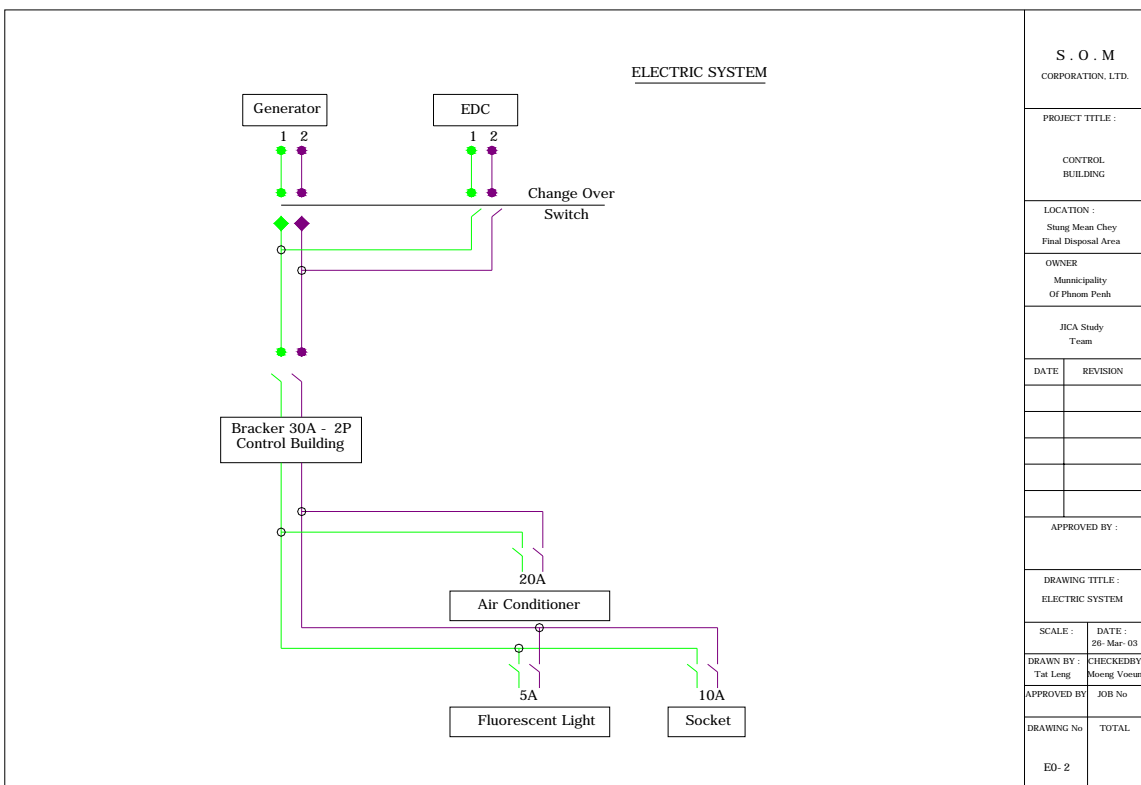 ELECTRIC SYSTEM
Generator
EDC
1 2
1 2
Change Over
Switch
Bracker 30A - 2P
Control Building
20A
Air Conditioner
5A
10A
Fluorescent Light
Socket
S . O . M
CORPORATION, LTD.
PROJECT TITLE :
CONTROL
BUILDING
LOCATION :
Stung Mean Chey
Final Disposal Area
OWNER
Munnicipality
Of Phnom Penh
JICA Study
Team
DATE REVISION
APPROVED BY :
DRAWING TITLE :
ELECTRIC SYSTEM
SCALE : DATE :
26- Mar- 03
DRAWN BY : CHECKEDBY
Tat Leng Moeng Voeun
APPROVED BY JOB No
DRAWING No TOTAL
E0- 2